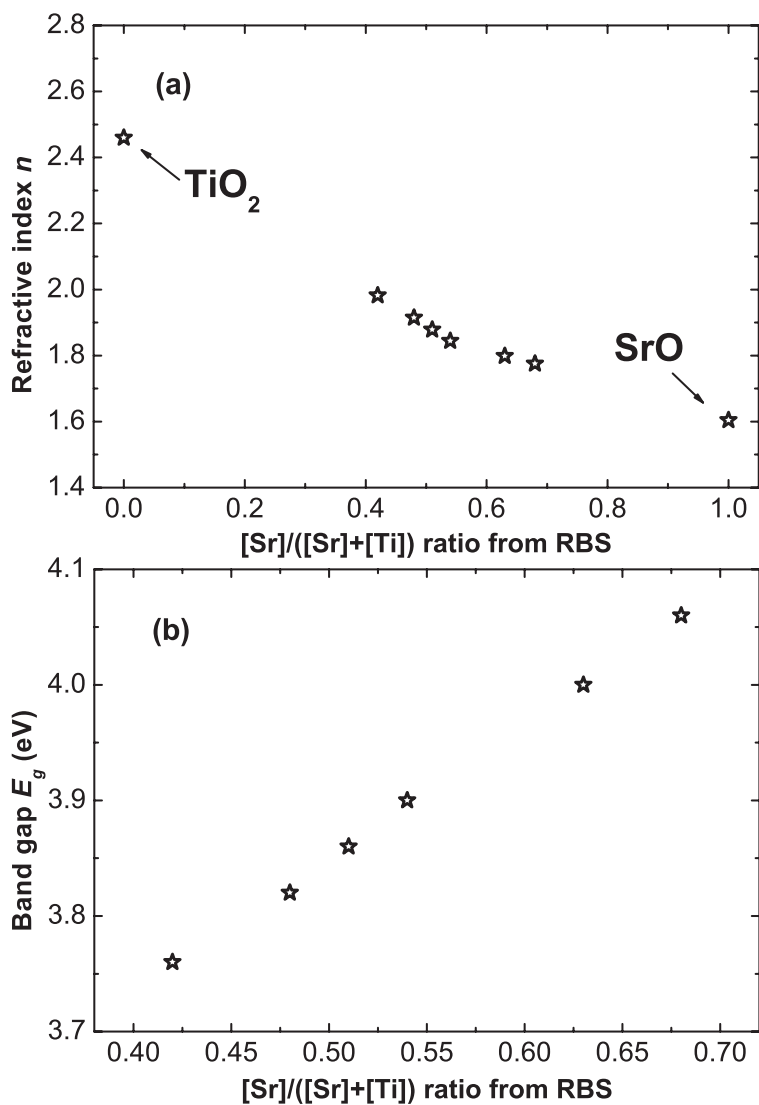 2.8
2.6
2.4
2.2
2.0
1.8
1.6
1.4
Refractive index n
(a)
TiO₂
SrO
0.0 0.2 0.4 0.6 0.8 1.0
[Sr]/([Sr]+[Ti]) ratio from RBS
4.1
4.0
3.9
3.8
3.7
Band gap E_g (eV)
(b)
0.40 0.45 0.50 0.55 0.60 0.65 0.70
[Sr]/([Sr]+[Ti]) ratio from RBS